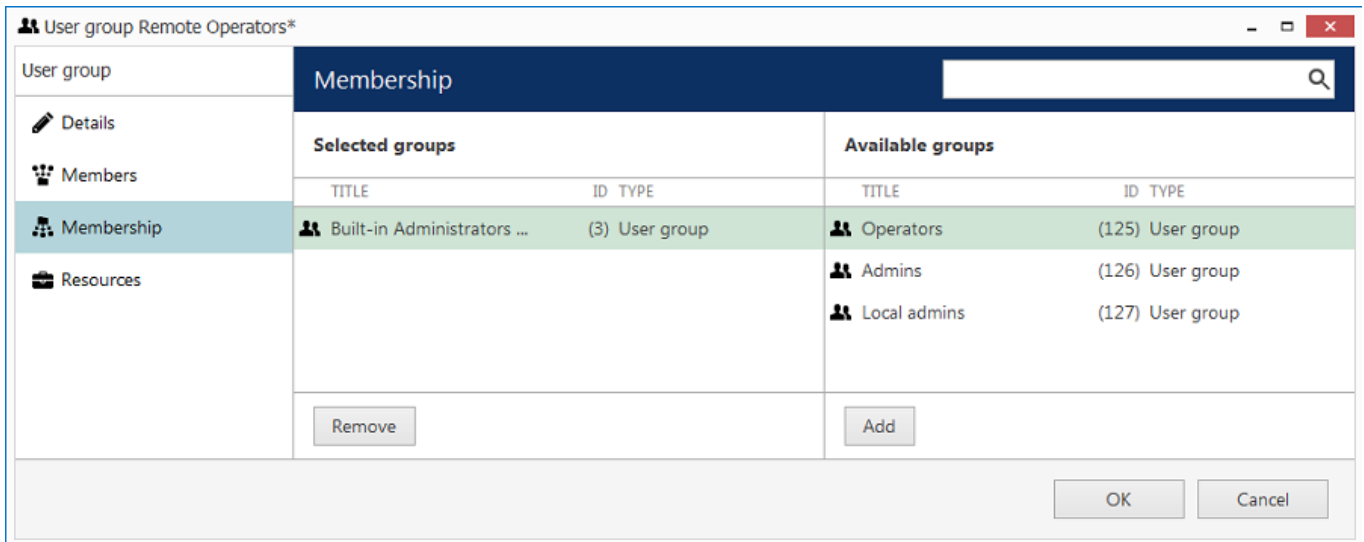 User group Remote Operators*
User group
Details
Members
Membership
Resources
Membership
Selected groups
TITLE ID TYPE
Built-in Administrators ... (3) User group
Remove
Available groups
TITLE ID TYPE
Operators (125) User group
Admins (126) User group
Local admins (127) User group
Add
OK Cancel